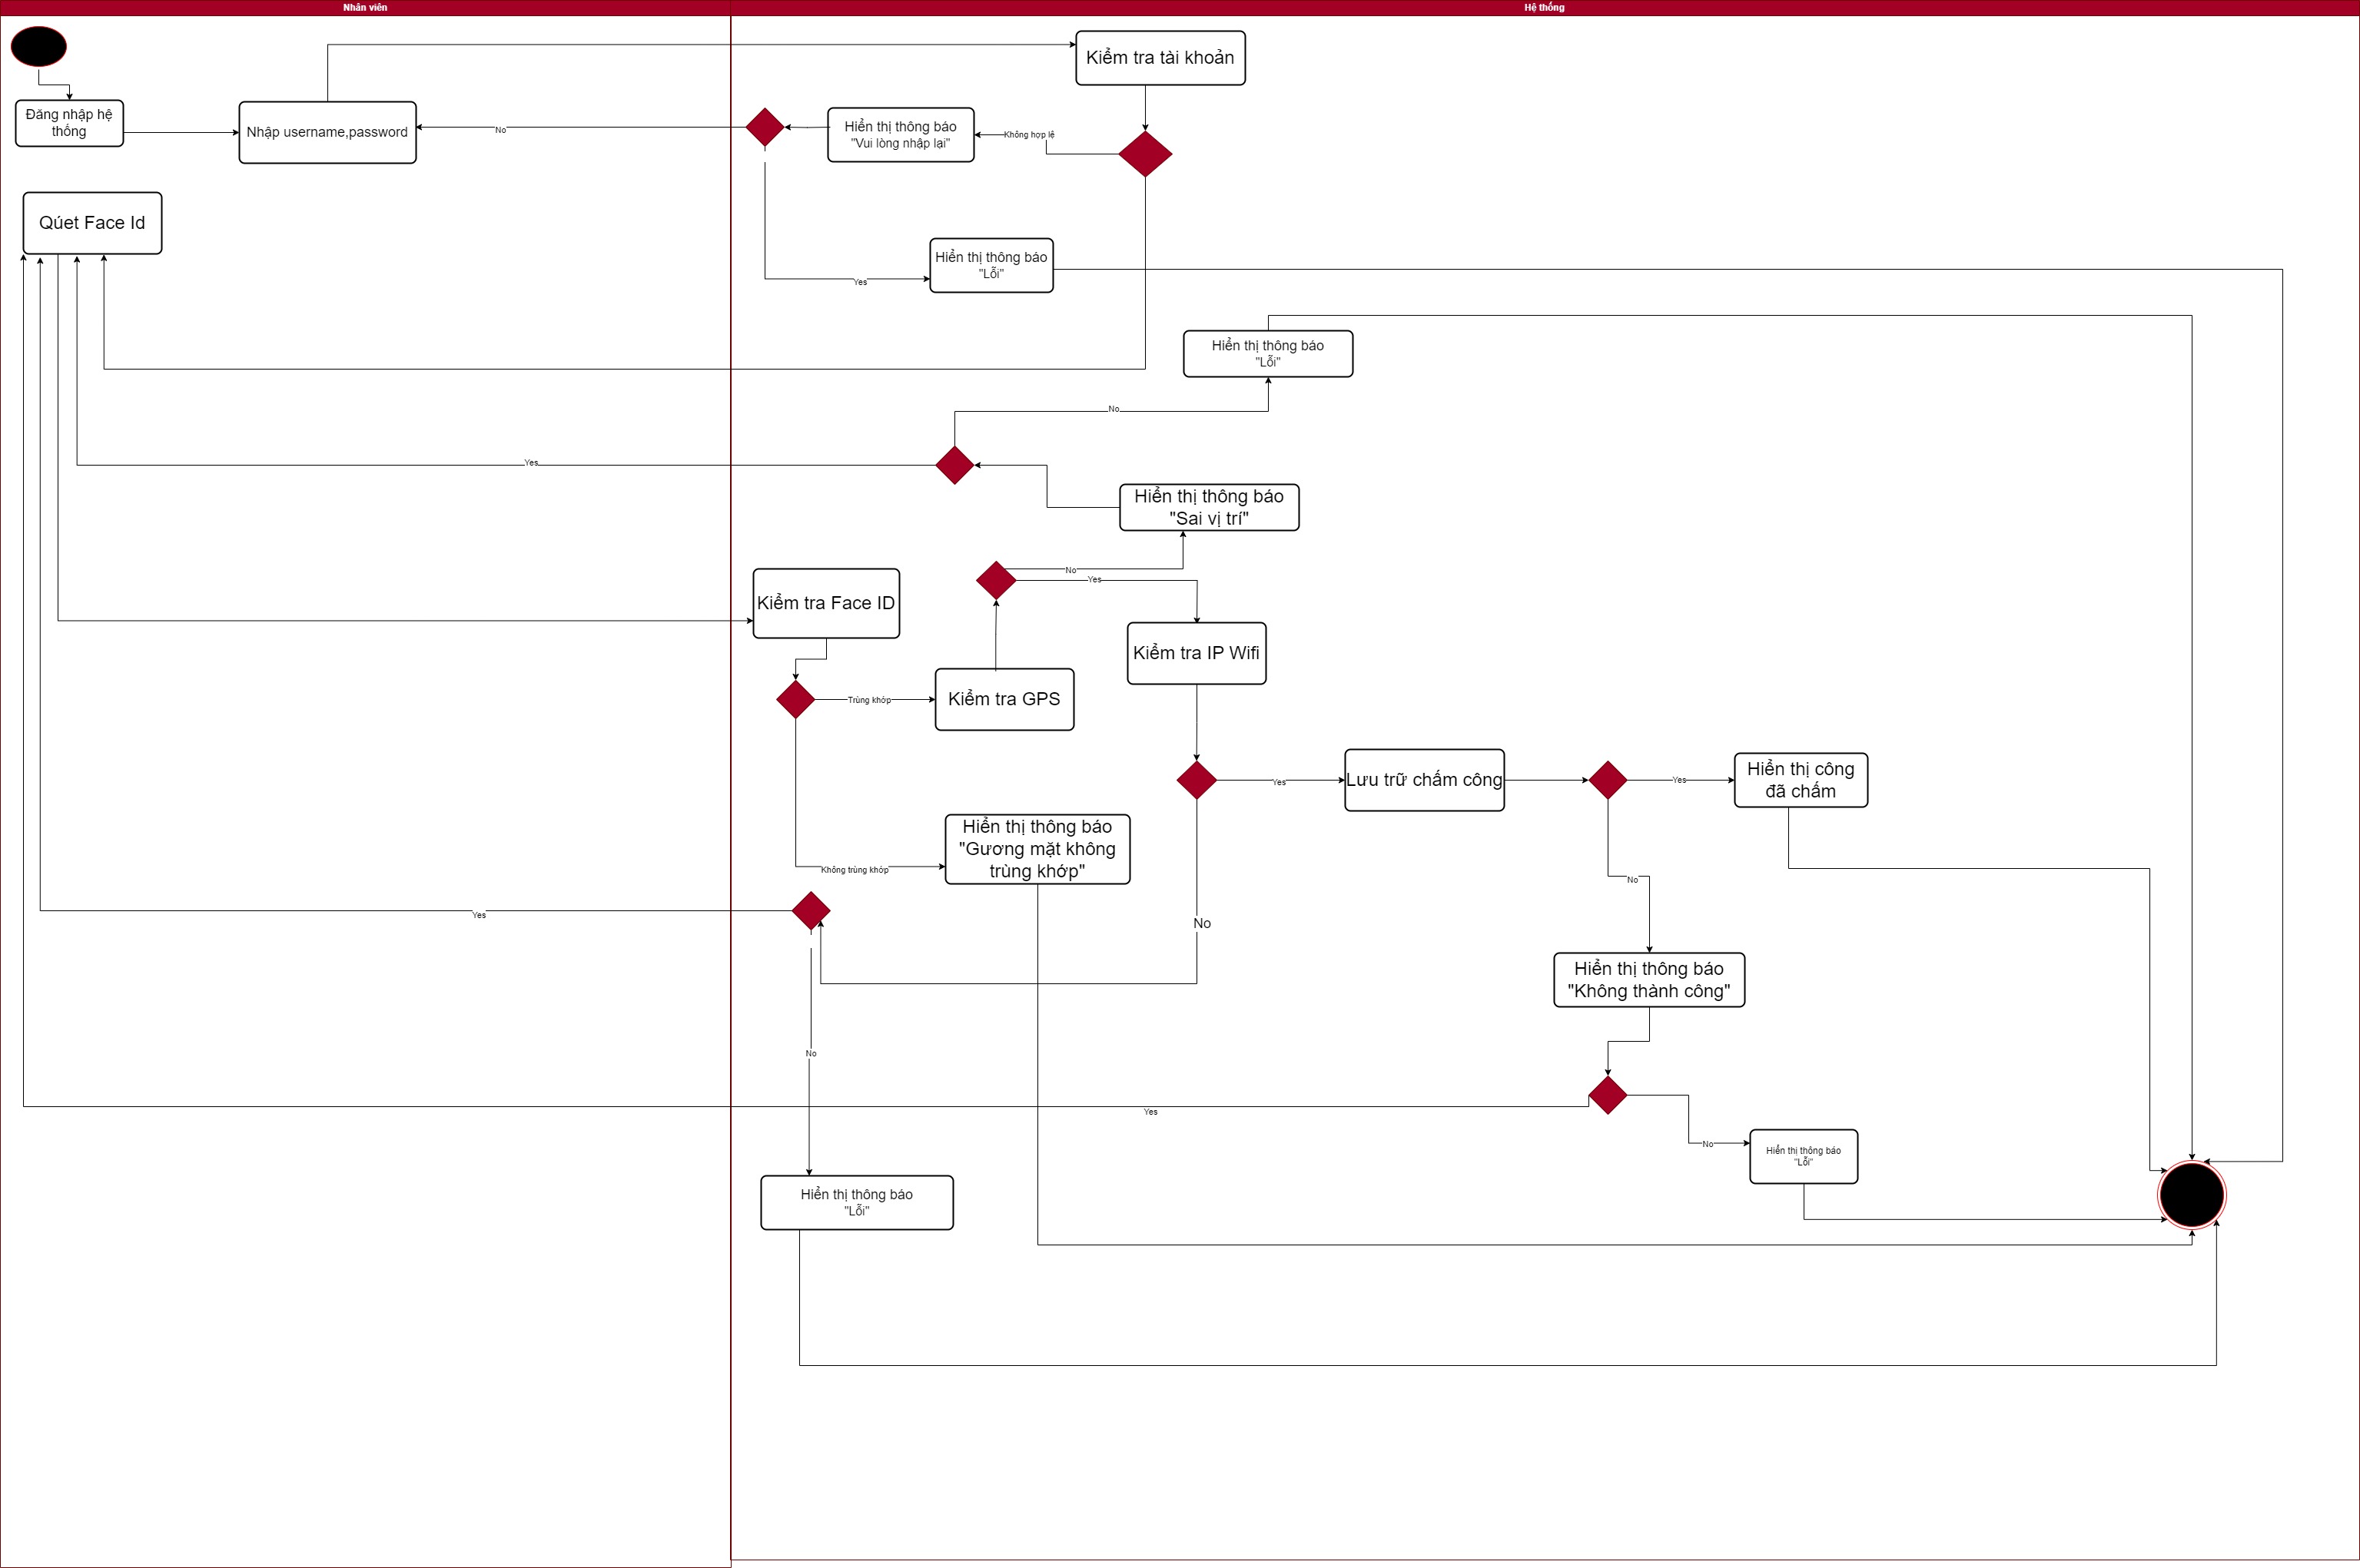 Nhân viên
Hệ thống
Kiểm tra tài khoản
Đăng nhập hệ
thống
Nhập username,password
No
Hiển thị thông báo
"Vui lòng nhập lại"
Không hợp lệ
Qúet Face Id
Hiển thị thông báo
"Lỗi"
Yes
Hiển thị thông báo
"Lỗi"
No
Yes
Hiển thị thông báo
"Sai vị trí"
No
Yes
Kiểm tra Face ID
Kiểm tra IP Wifi
Trùng khớp
Kiểm tra GPS
Yes
Lưu trữ chấm công
Yes
Hiển thị công
đã chấm
Hiển thị thông báo
"Gương mặt không
trùng khớp"
Không trùng khớp
No
Yes
No
Hiển thị thông báo
"Không thành công"
No
Yes
No
Hiển thị thông báo
"Lỗi"
Hiển thị thông báo
"Lỗi"